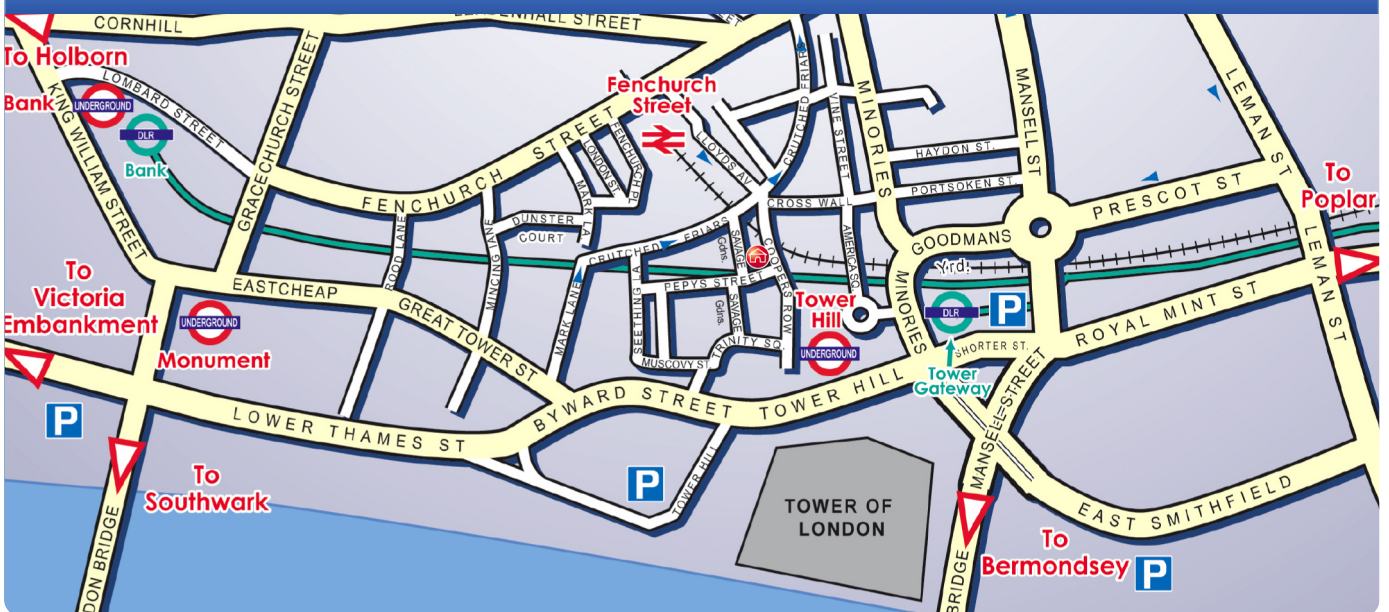 CORNHILL
LEADENHALL STREET
To Holborn
LOMBARD STREET
Bank
UNDERGROUND
DLR
Bank
KING WILLIAM STREET
GRACECHURCH STREET
FENCHURCH STREET
Fenchurch
Street
LLOYDS AV
FENCHURCH PL
LONDON ST
MARK LA
DUNSTER
COURT
MINCING LANE
ROOD LANE
MARK LANE
CRUTCHED FRIARS
CRUTCHED FRIARS
VINE STREET
MINORIES
MANSELL ST
LEMAN ST
HAYDON ST.
PORTSOKEN ST.
CROSS WALL
AMERICA SQ
GOODMANS
Yrd.
PRESCOT ST
To
Poplar
LEMAN ST
ROYAL MINT ST
SAVAGE
Gdns.
COOPERS ROW
PEPYS STREET
SAVAGE
Gdns.
SEETHING LA
MUSCOVY ST
TRINITY SQ.
Tower
Hill
UNDERGROUND
MINORIES
DLR
P
SHORTER ST.
Tower
Gateway
MANSELL STREET
To
Victoria
Embankment
EASTCHEAP
UNDERGROUND
Monument
GREAT TOWER ST
P
LOWER THAMES ST
BYWARD STREET
TOWER HILL
To
Southwark
P
TOWER HILL
TOWER OF
LONDON
MANSELL
EAST SMITHFIELD
To
Bermondsey
P
DON BRIDGE
BRIDGE